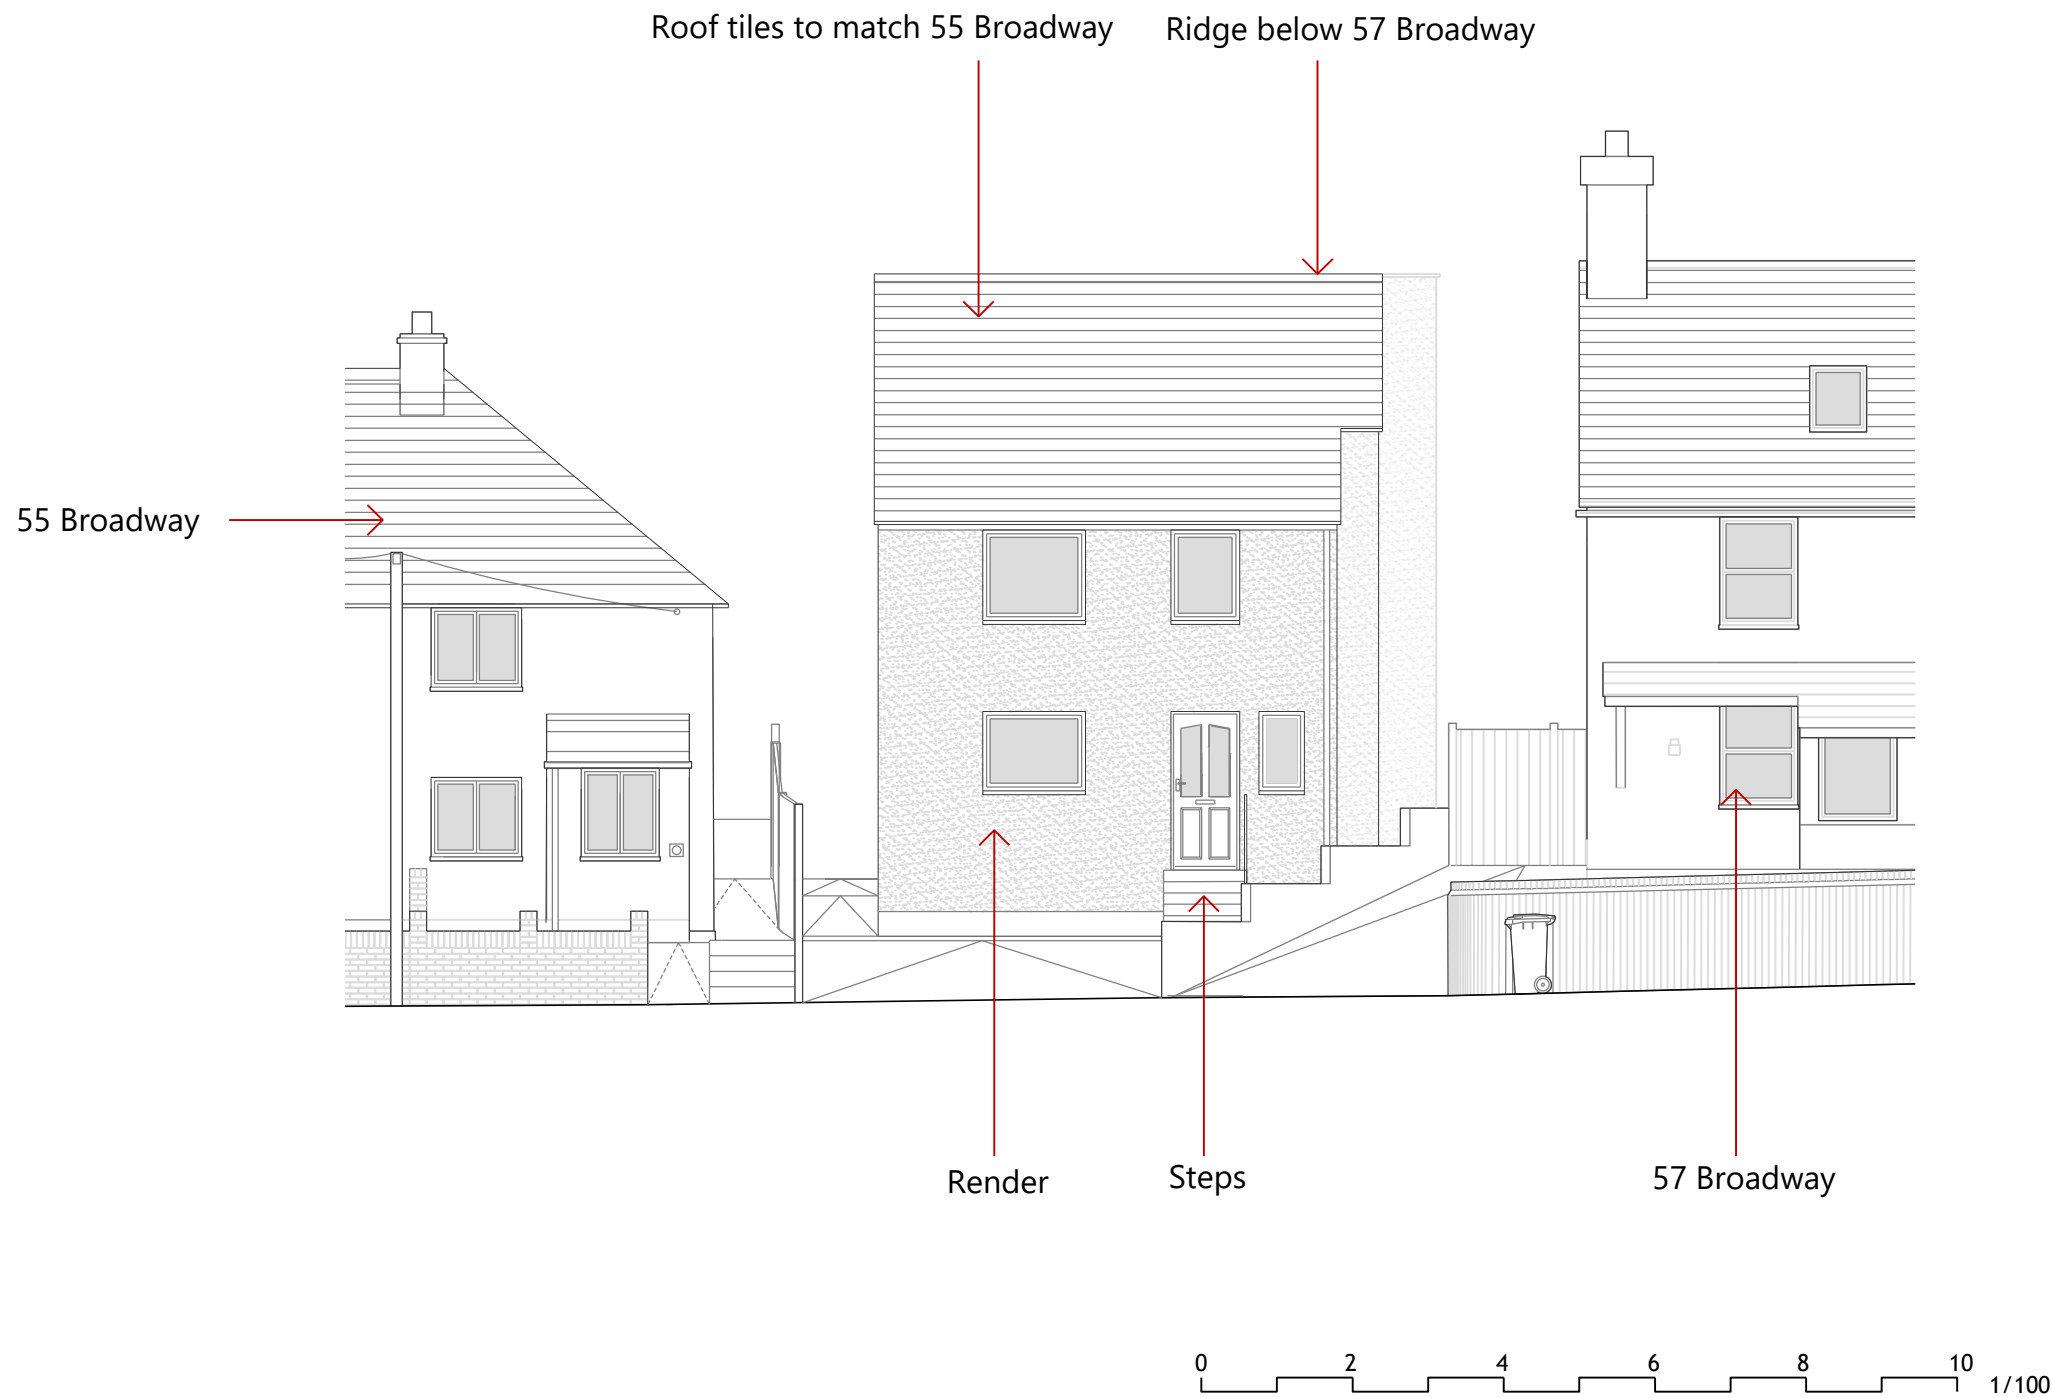 Roof tiles to match 55 Broadway
Ridge below 57 Broadway
55 Broadway
Render
Steps
57 Broadway
0 2 4 6 8 10
1/100